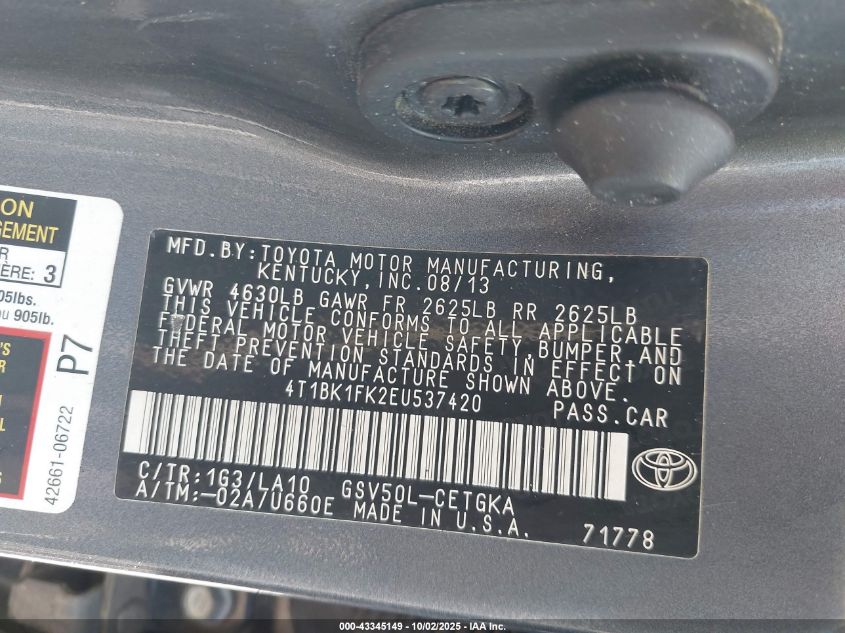 ON
GEMENT
R
ÈRE: 3
05lbs.
u 905lb.
'S
R
N
L
S
P7
42661-06722
MFD.BY:TOYOTA MOTOR MANUFACTURING,
KENTUCKY,INC.08/13
GVWR 4630LB GAWR FR 2625LB RR 2625LB
THIS VEHICLE CONFORMS TO ALL APPLICABLE
FEDERAL MOTOR VEHICLE SAFETY,BUMPER,AND
THEFT PREVENTION STANDARDS IN EFFECT ON
THE DATE OF MANUFACTURE SHOWN ABOVE.
4T1BK1FK2EU537420 PASS.CAR
C/TR:1G3/LA10 GSV50L-CETGKA
A/TM:-02A/U660E MADE IN U.S.A. 71778
000-43345149 - 10/02/2025 - IAA Inc.